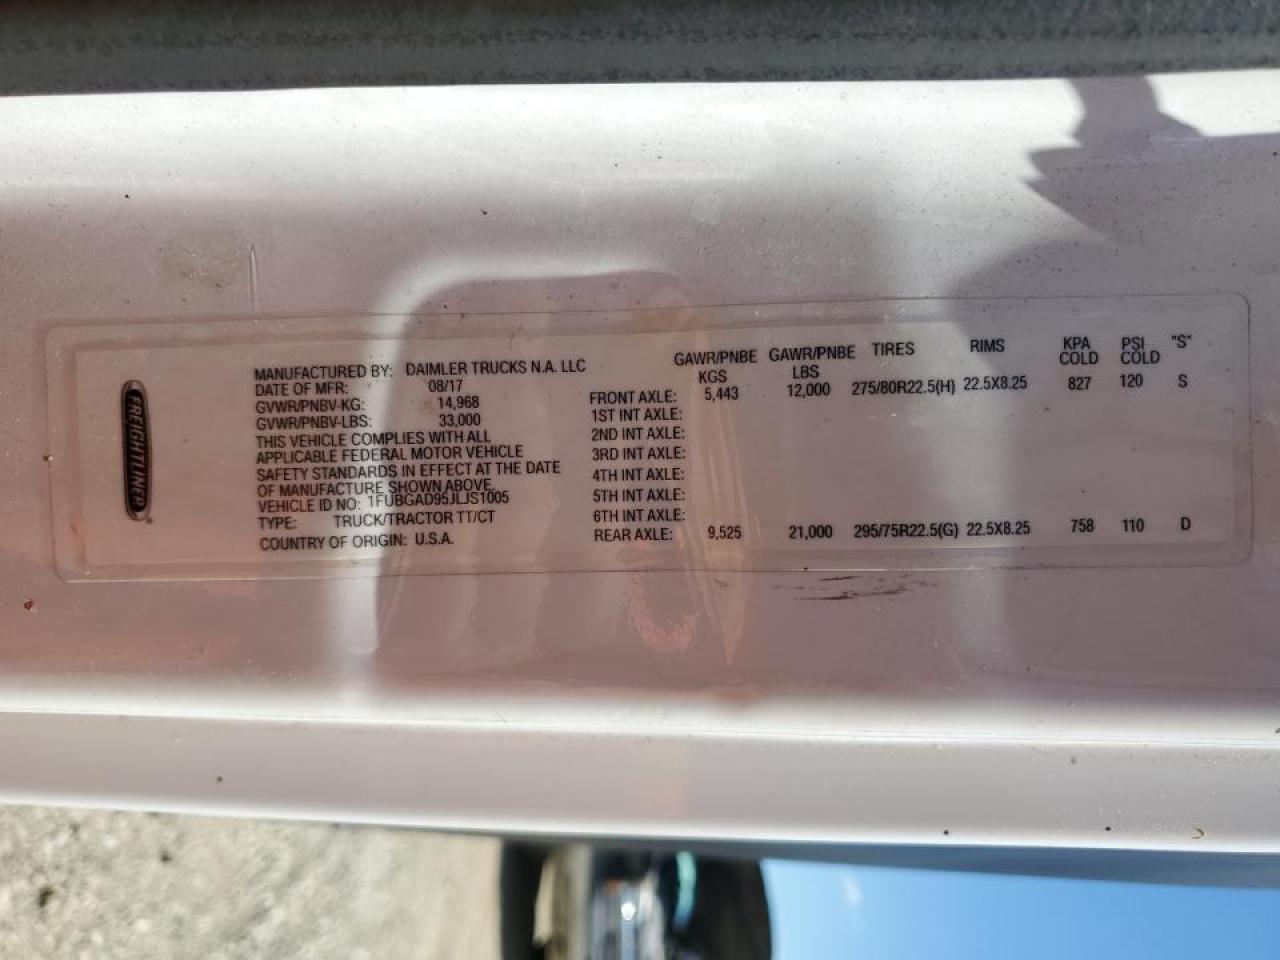 FREIGHTLINER
MANUFACTURED BY: DAIMLER TRUCKS N.A. LLC
DATE OF MFR: 08/17
GVWR/PNBV-KG: 14,968
GVWR/PNBV-LBS: 33,000
THIS VEHICLE COMPLIES WITH ALL
APPLICABLE FEDERAL MOTOR VEHICLE
SAFETY STANDARDS IN EFFECT AT THE DATE
OF MANUFACTURE SHOWN ABOVE.
VEHICLE ID NO: 1FUBGAD95JLJS1005
TYPE: TRUCK/TRACTOR TT/CT
COUNTRY OF ORIGIN: U.S.A.
GAWR/PNBE GAWR/PNBE TIRES RIMS KPA PSI "S"
KGS LBS COLD COLD
FRONT AXLE: 5,443 12,000 275/80R22.5(H) 22.5X8.25 827 120 S
1ST INT AXLE:
2ND INT AXLE:
3RD INT AXLE:
4TH INT AXLE:
5TH INT AXLE:
6TH INT AXLE:
REAR AXLE: 9,525 21,000 295/75R22.5(G) 22.5X8.25 758 110 D